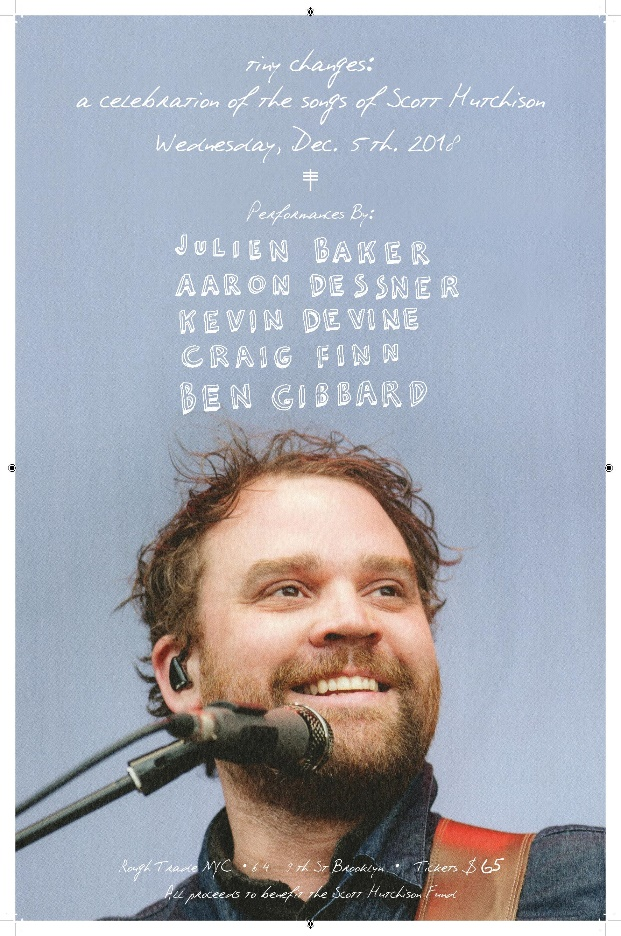 tiny changes:
a celebration of the songs of Scott Hutchison
Wednesday, Dec. 5th. 2018
Performances By:
JULIEN BAKER
AARON DESSNER
KEVIN DEVINE
CRAIG FINN
BEN GIBBARD
Rough Trade NYC • 64 9th St Brooklyn • Tickets $65
All proceeds to benefit the Scott Hutchison Fund